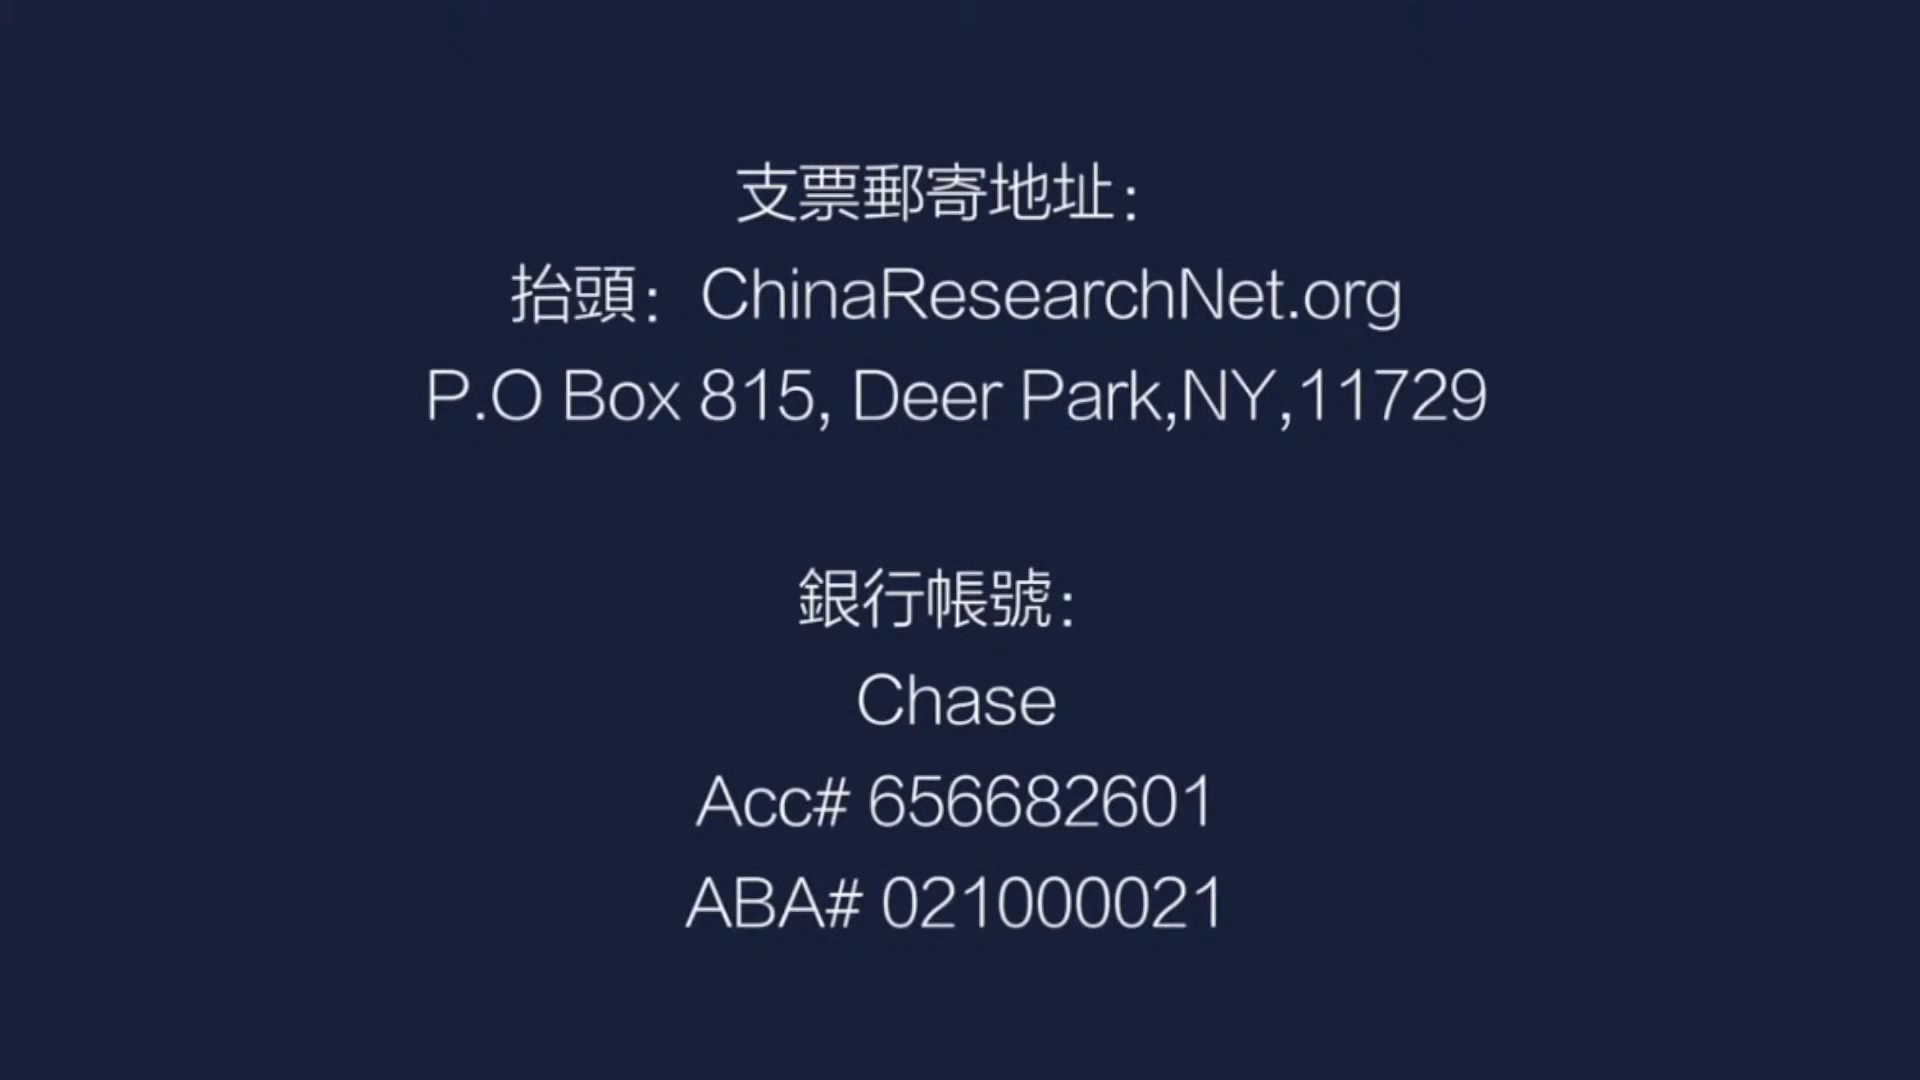 支票郵寄地址：
抬頭：ChinaResearchNet.org
P.O Box 815, Deer Park,NY,11729
銀行帳號：
Chase
Acc# 656682601
ABA# 021000021